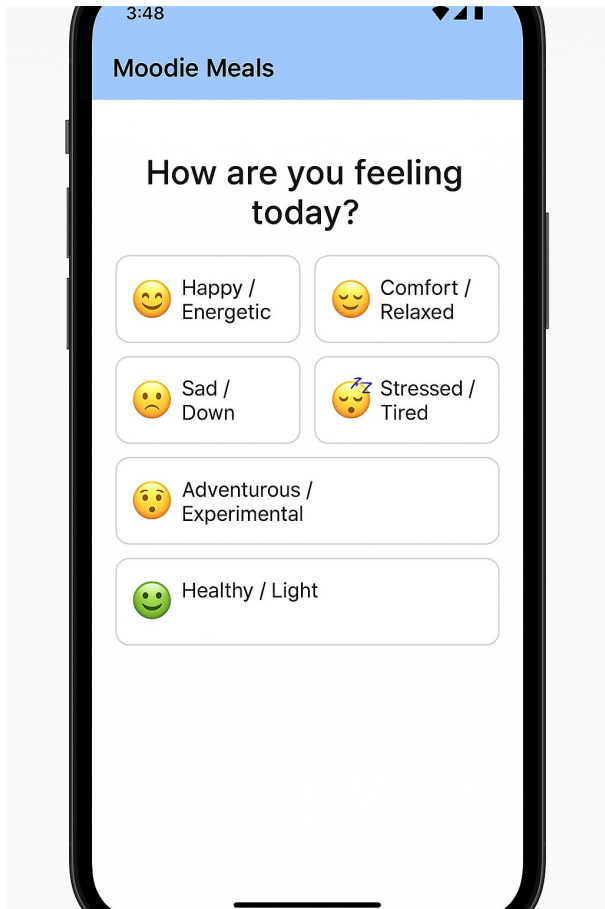 3:48
Moodie Meals
How are you feeling
today?
Happy /
Energetic
Comfort /
Relaxed
Sad /
Down
Stressed /
Tired
Adventurous /
Experimental
Healthy / Light